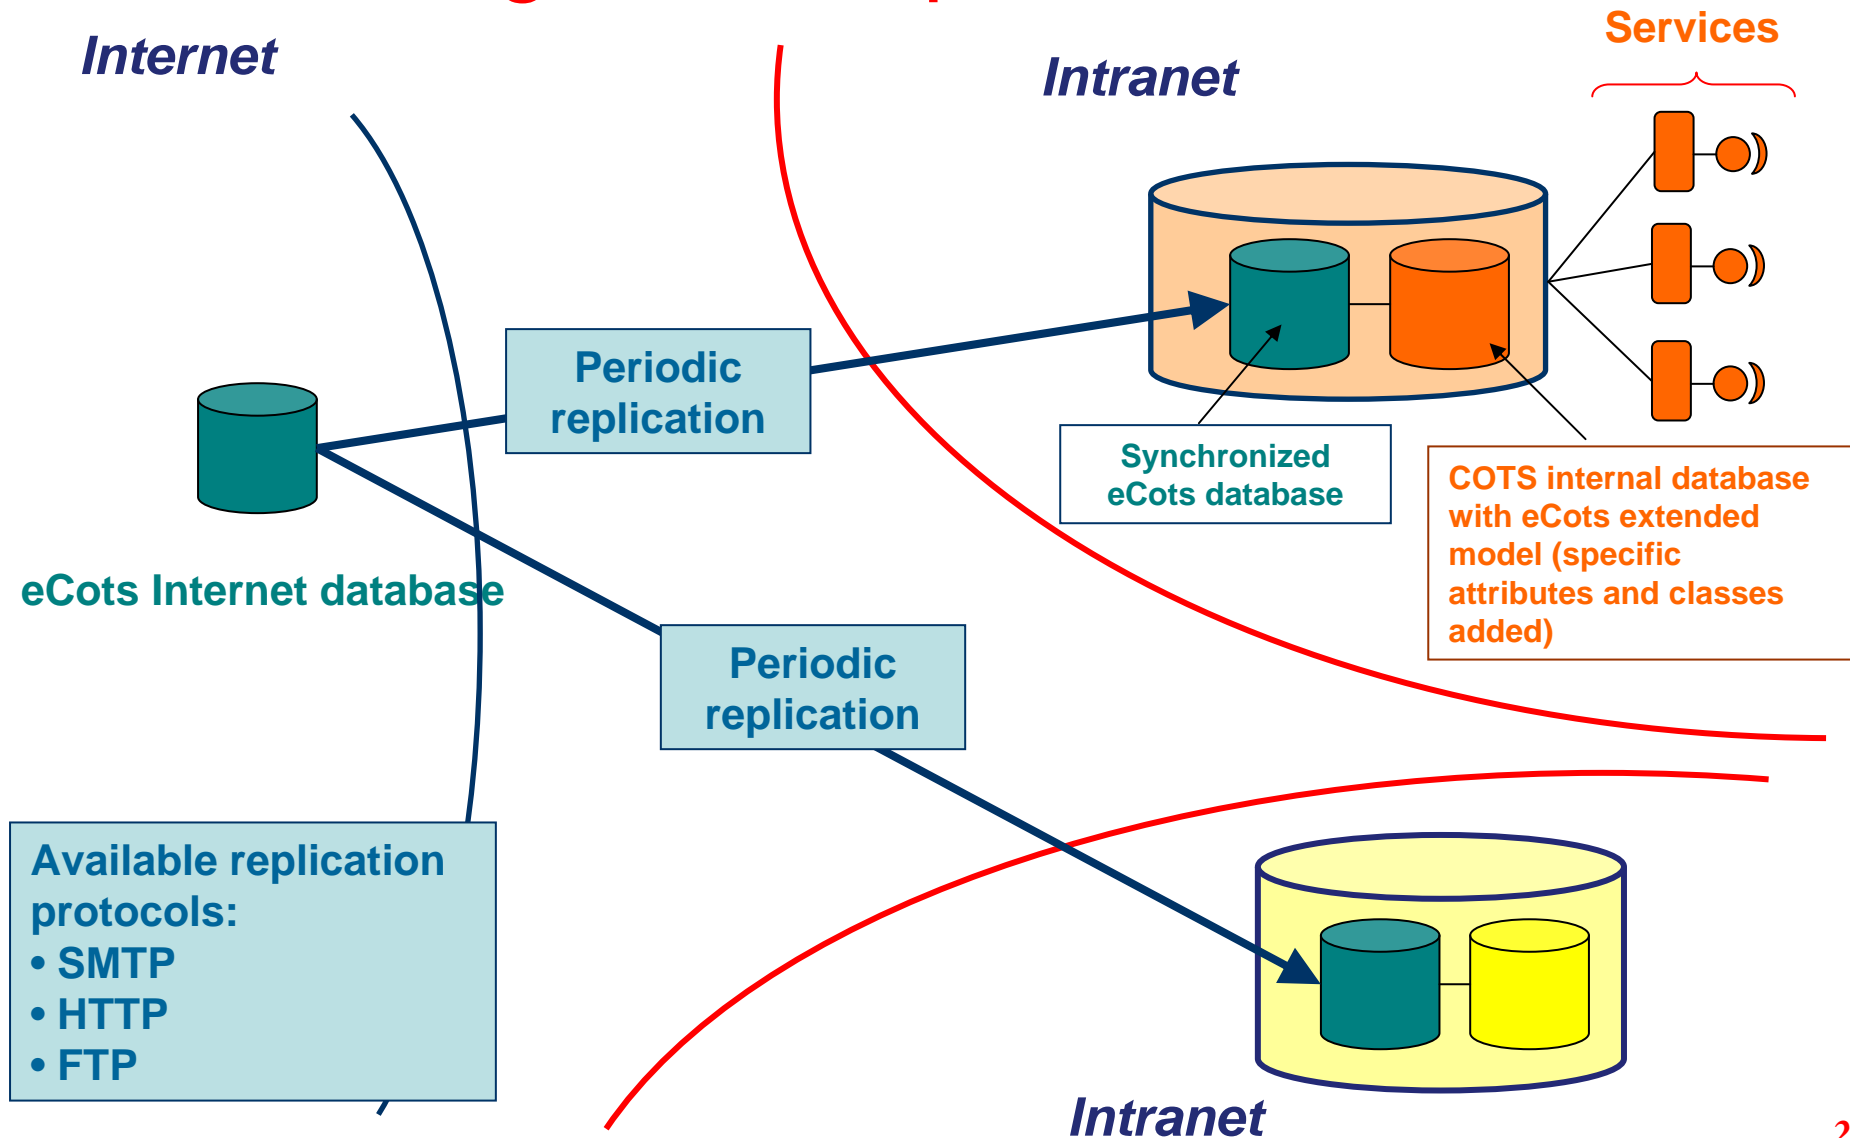 Internet
Intranet
Services
Periodic
replication
Synchronized
eCots database
COTS internal database
with eCots extended
model (specific
attributes and classes
added)
eCots Internet database
Periodic
replication
Available replication
protocols:
• SMTP
• HTTP
• FTP
Intranet
2